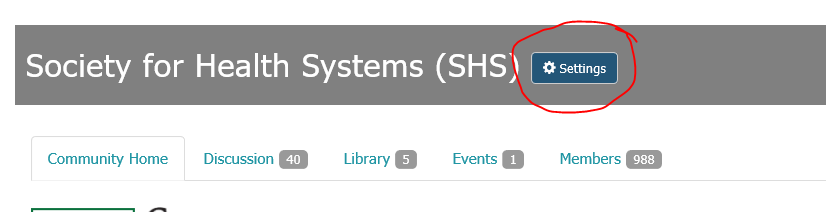 Society for Health Systems (SHS) Settings
Community Home Discussion 40 Library 5 Events 1 Members 988